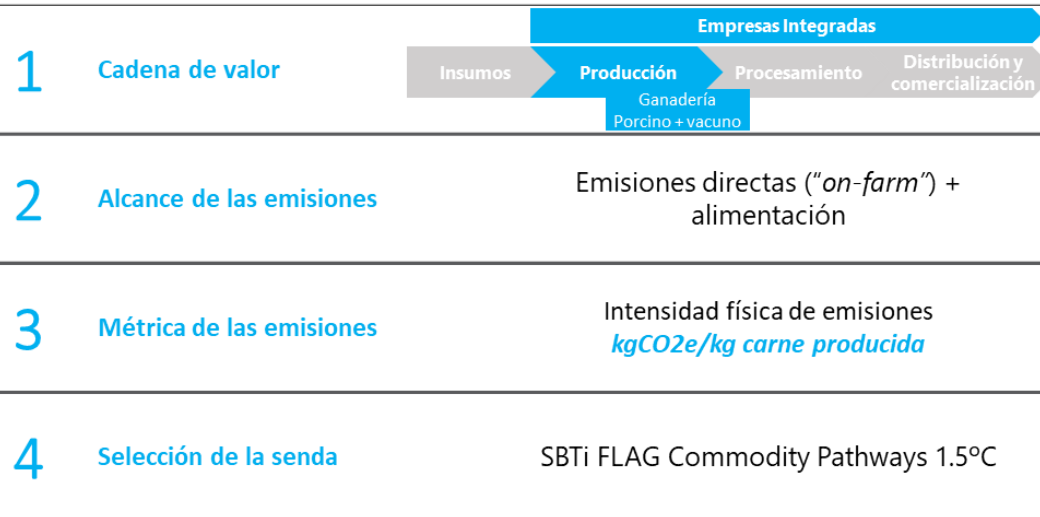 Empresas Integradas
1
Cadena de valor
Insumos
Producción
Procesamiento
Distribución y
comercialización
Ganadería
Porcino + vacuno
2
Alcance de las emisiones
Emisiones directas (“on-farm”) +
alimentación
3
Métrica de las emisiones
Intensidad física de emisiones
kgCO2e/kg carne producida
4
Selección de la senda
SBTi FLAG Commodity Pathways 1.5ºC